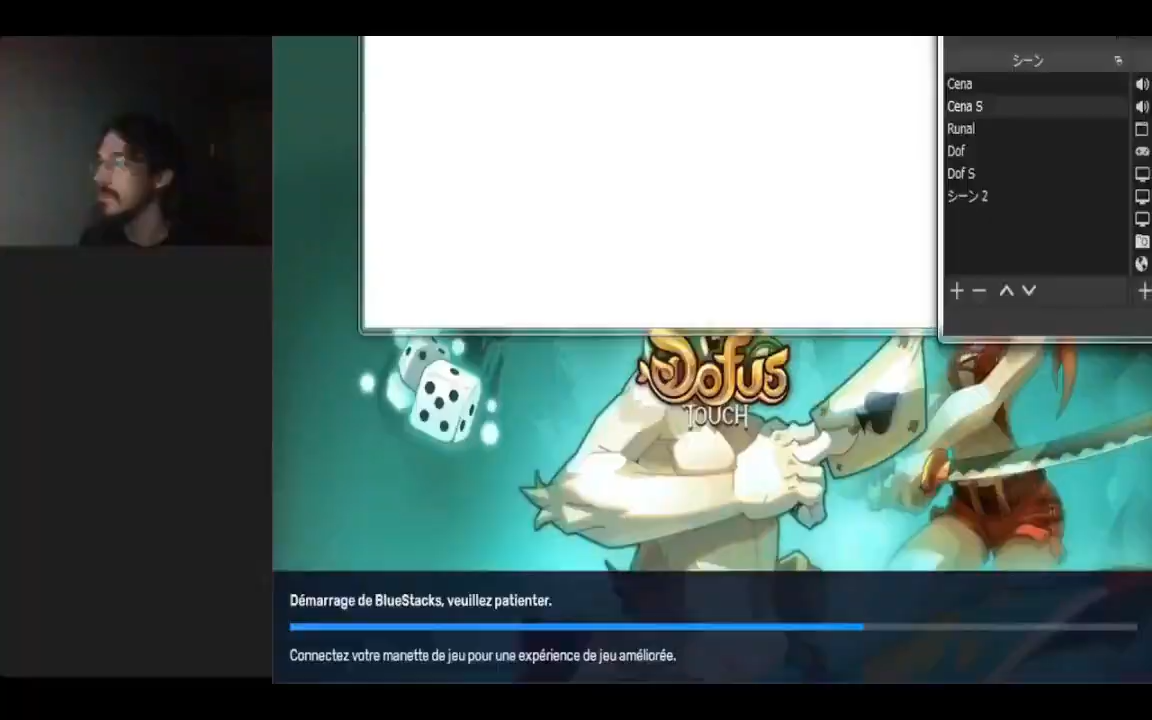 シーン
Cena
Cena S
Runal
Dof
Dof S
シーン 2
DOFUS
TOUCH
Démarrage de BlueStacks, veuillez patienter.
Connectez votre manette de jeu pour une expérience de jeu améliorée.